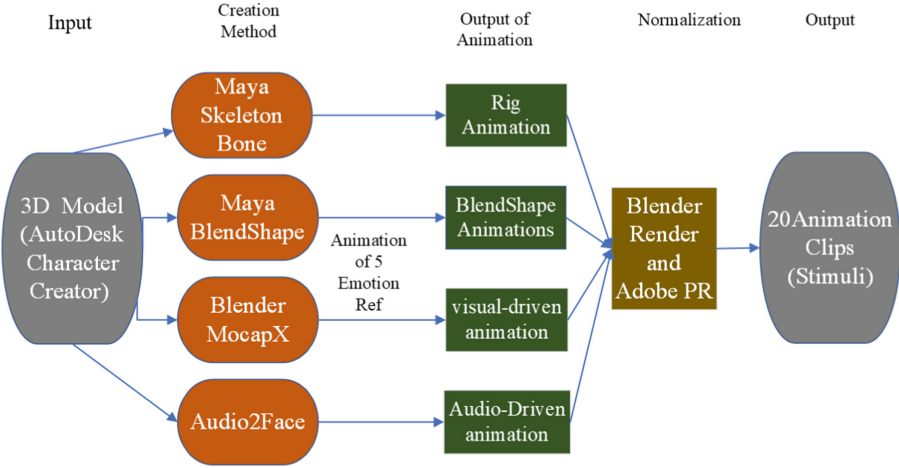 Input
Creation
Method
Output of
Animation
Normalization
Output
3D Model
(AutoDesk
Character
Creator)
Maya
Skeleton
Bone
Maya
BlendShape
Blender
MocapX
Audio2Face
Animation
of 5
Emotion
Ref
Rig
Animation
BlendShape
Animations
visual-driven
animation
Audio-Driven
animation
Blender
Render
and
Adobe PR
20Animation
Clips
(Stimuli)